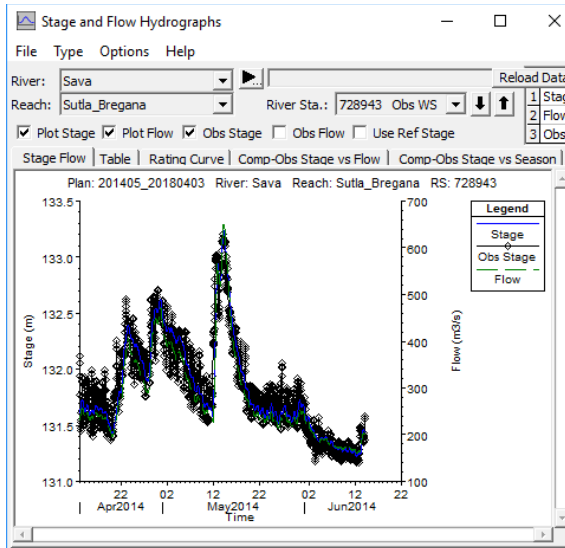 Stage and Flow Hydrographs
File Type Options Help
River: Sava Reload Data
Reach: Sutla_Bregana River Sta.: 728943 Obs WS
1 Stag
2 Flow
3 Obs
Plot Stage Plot Flow Obs Stage Obs Flow Use Ref Stage
Stage Flow Table Rating Curve Comp-Obs Stage vs Flow Comp-Obs Stage vs Season
Plan: 201405_20180403 River: Sava Reach: Sutla_Bregana RS: 728943
133.5
133.0
132.5
132.0
131.5
131.0
Stage (m)
700
600
500
400
300
200
100
Flow (m3/s)
Legend
Stage
Obs Stage
Flow
22 02 12 22 02 12 22
Apr2014 May2014 Jun2014
Time